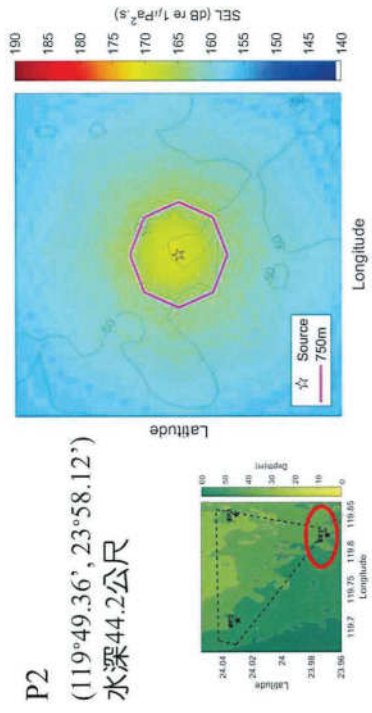 P2
(119°49.36’, 23°58.12’)
水深44.2公尺
Latitude
Longitude
☆ Source
750m
SEL (dB re 1μPa².s)
190
185
180
175
170
165
160
155
150
145
140
Latitude
24.04
24.02
24
23.98
23.96
119.7
119.75
119.8
119.85
Longitude
Depth(m)
60
50
40
30
20
10
0